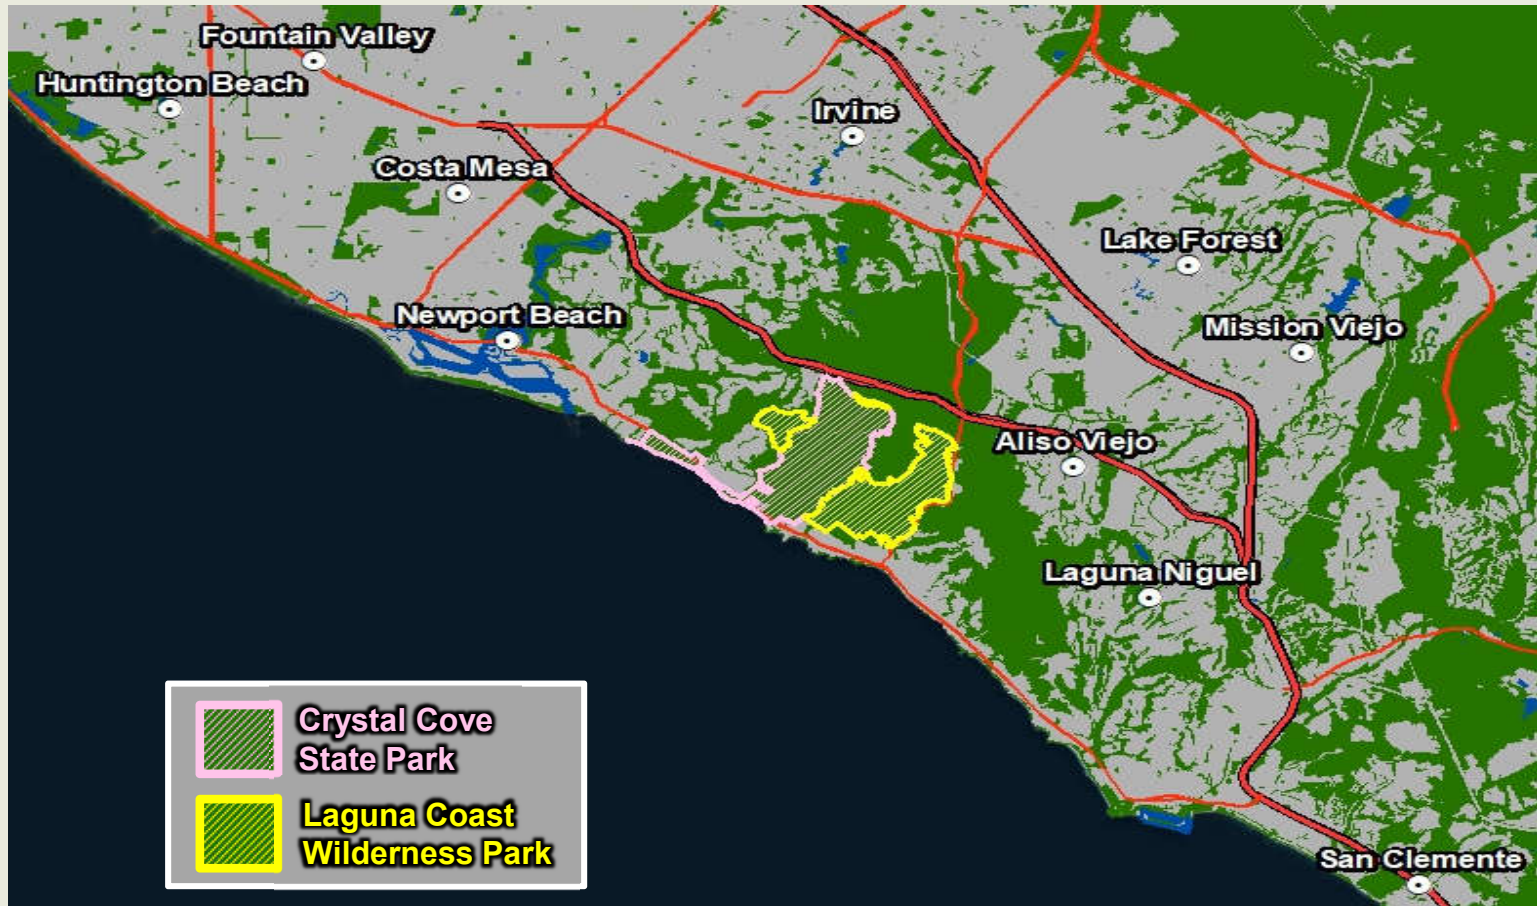 Fountain Valley
Huntington Beach
Irvine
Costa Mesa
Lake Forest
Newport Beach
Mission Viejo
Aliso Viejo
Laguna Niguel
Crystal Cove
State Park
Laguna Coast
Wilderness Park
San Clemente